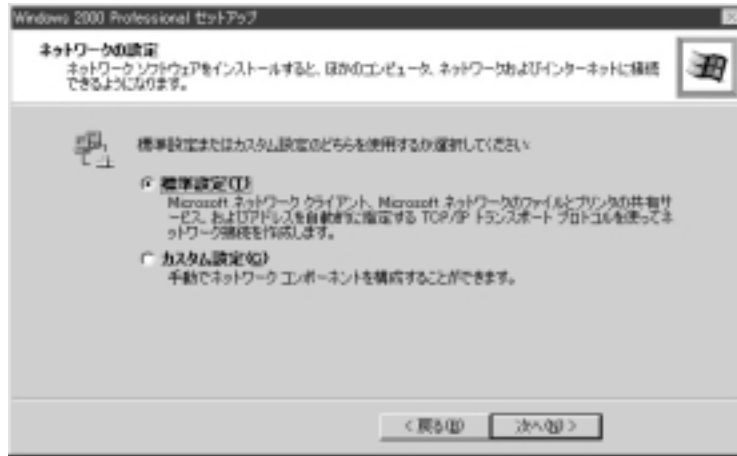 Windows 2000 Professional セットアップ
ネットワークの設定
ネットワーク ソフトウェアをインストールすると、ほかのコンピュータ、ネットワークおよびインターネットに接続
できるようになります。
標準設定またはカスタム設定のどちらを使用するか選択してください:
標準設定(T)
Microsoft ネットワーク クライアント、Microsoft ネットワークのファイルとプリンタの共有サ
ービス、およびアドレスを自動的に指定する TCP/IP トランスポート プロトコルを使ってネ
ットワーク接続を作成します。
カスタム設定(C)
手動でネットワーク コンポーネントを構成することができます。
< 戻る(B)
次へ(N) >